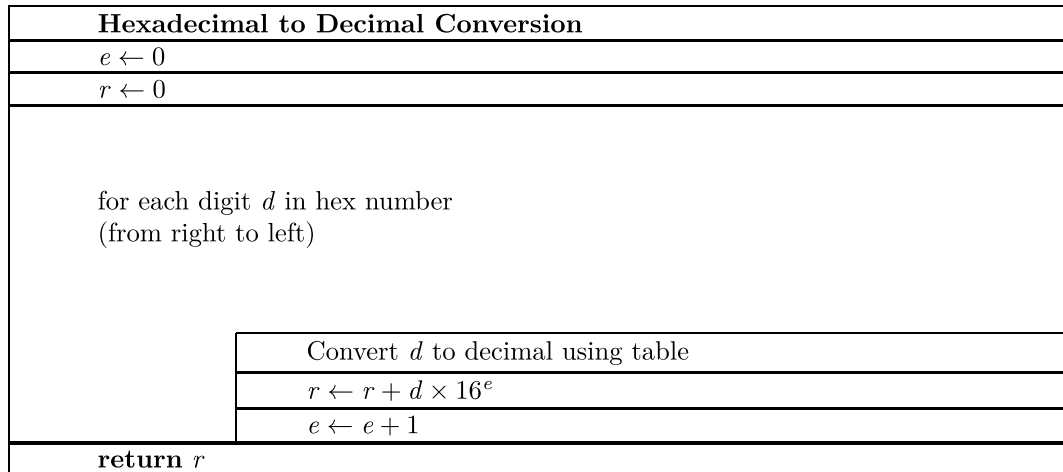 Hexadecimal to Decimal Conversion
e ← 0
r ← 0
for each digit d in hex number
(from right to left)
Convert d to decimal using table
r ← r + d × 16^e
e ← e + 1
return r